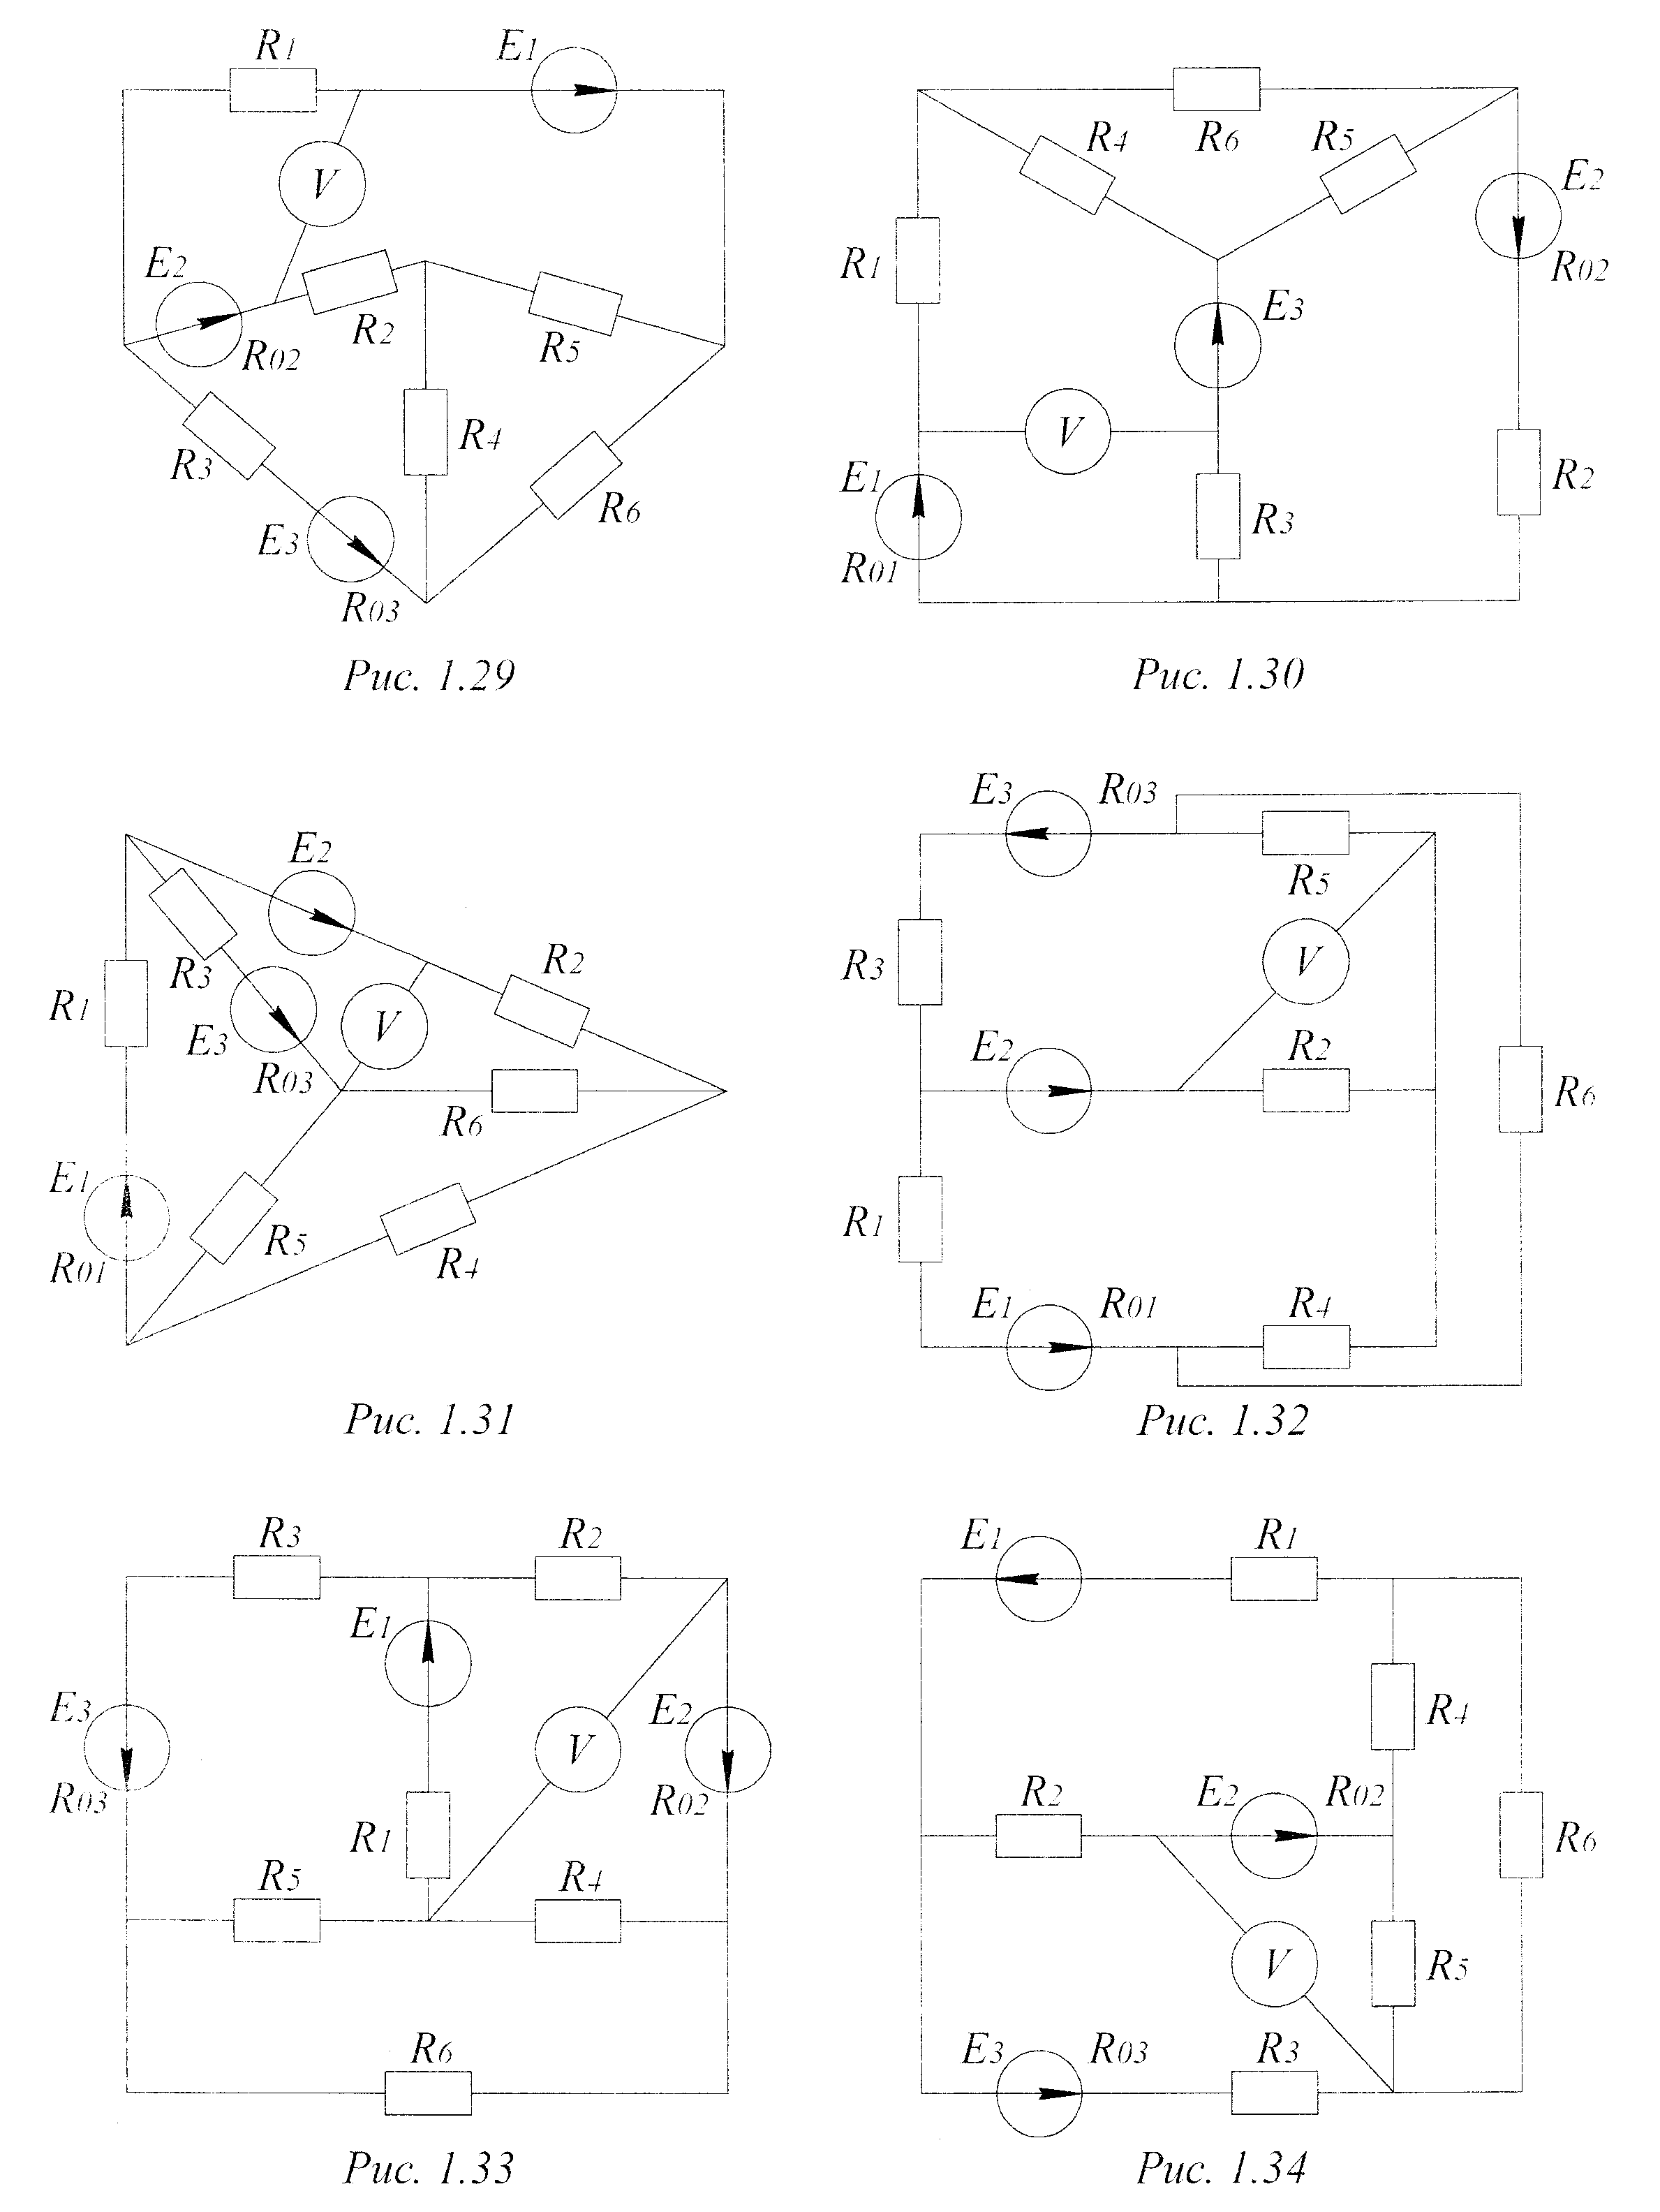 R1
E1
V
E2
R02
R2
R5
R3
R4
E3
R03
R6
Рис. 1.29
R4
R6
R5
E2
R1
R02
E3
V
E1
R2
R3
R01
Рис. 1.30
E2
R3
R2
R1
V
E3
R03
R6
E1
R5
R4
R01
Рис. 1.31
E3
R03
R5
R3
V
E2
R2
R6
R1
E1
R01
R4
Рис. 1.32
R3
R2
E1
E3
E2
V
R03
R02
R1
R5
R4
R6
Рис. 1.33
E1
R1
R4
R2
E2
R02
R6
V
R5
E3
R03
R3
Рис. 1.34